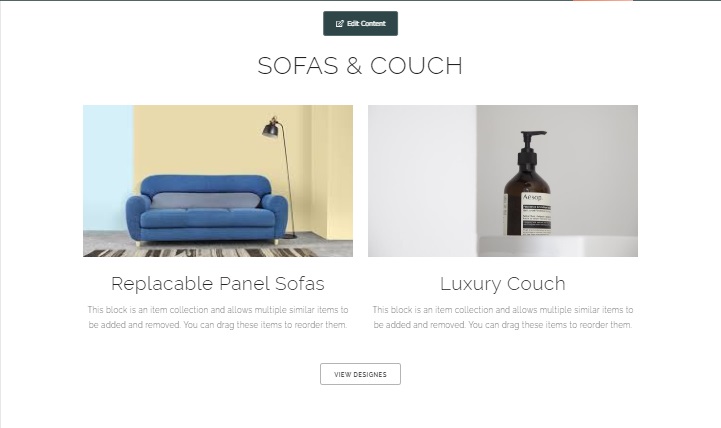 Edit Content
SOFAS & COUCH
Aēsop.
Replacable Panel Sofas
Luxury Couch
This block is an item collection and allows multiple similar items to
be added and removed. You can drag these items to reorder them.
This block is an item collection and allows multiple similar items to
be added and removed. You can drag these items to reorder them.
VIEW DESIGNES